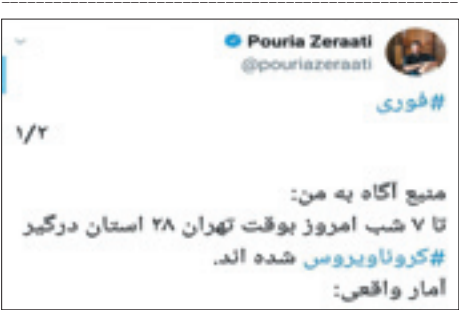 Pouria Zeraati
@pouriazeraati
#فوری
۱/۲
منبع آگاه به من:
تا ۷ شب امروز بوقت تهران ۲۸ استان درگیر
#کروناویروس شده اند.
آمار واقعی: